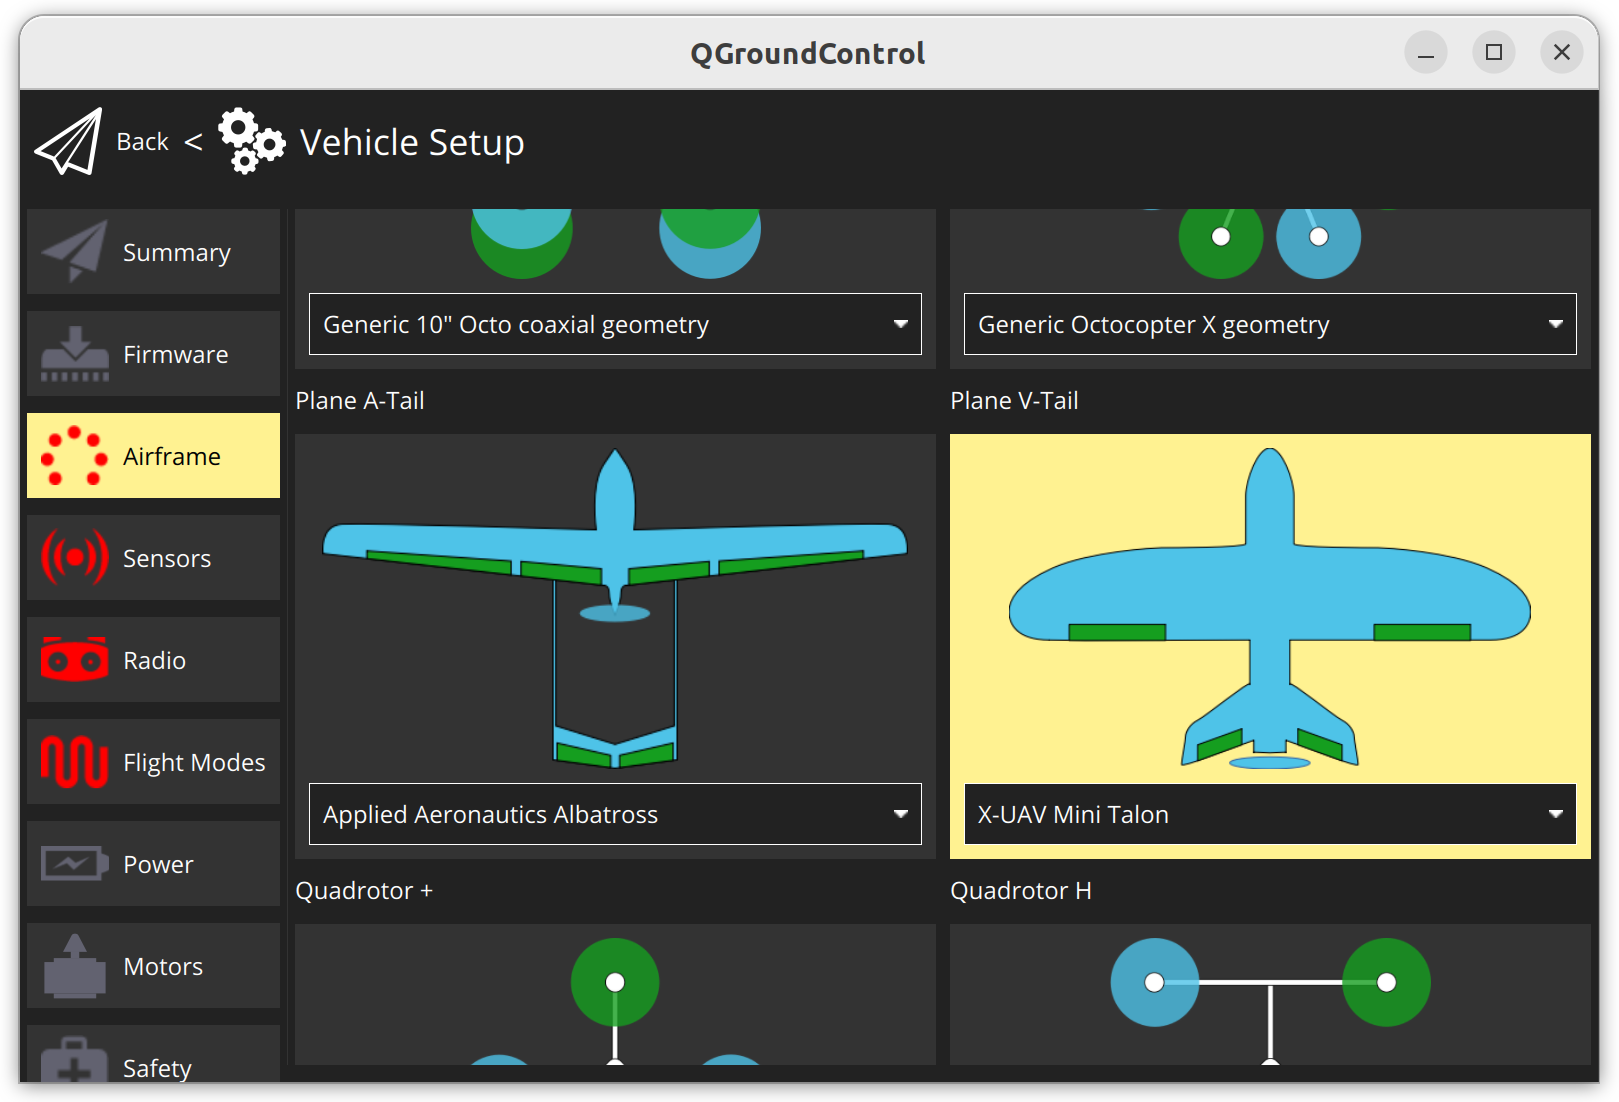 QGroundControl
Back < Vehicle Setup
Summary
Firmware
Airframe
Sensors
Radio
Flight Modes
Power
Motors
Safety
Generic 10" Octo coaxial geometry
Generic Octocopter X geometry
Plane A-Tail
Plane V-Tail
Applied Aeronautics Albatross
X-UAV Mini Talon
Quadrotor +
Quadrotor H